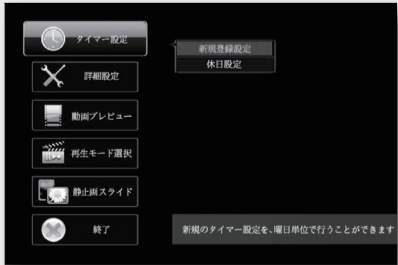 タイマー設定
新規登録設定
休日設定
詳細設定
動画プレビュー
再生モード選択
静止画スライド
終了
新規のタイマー設定を、曜日単位で行うことができます